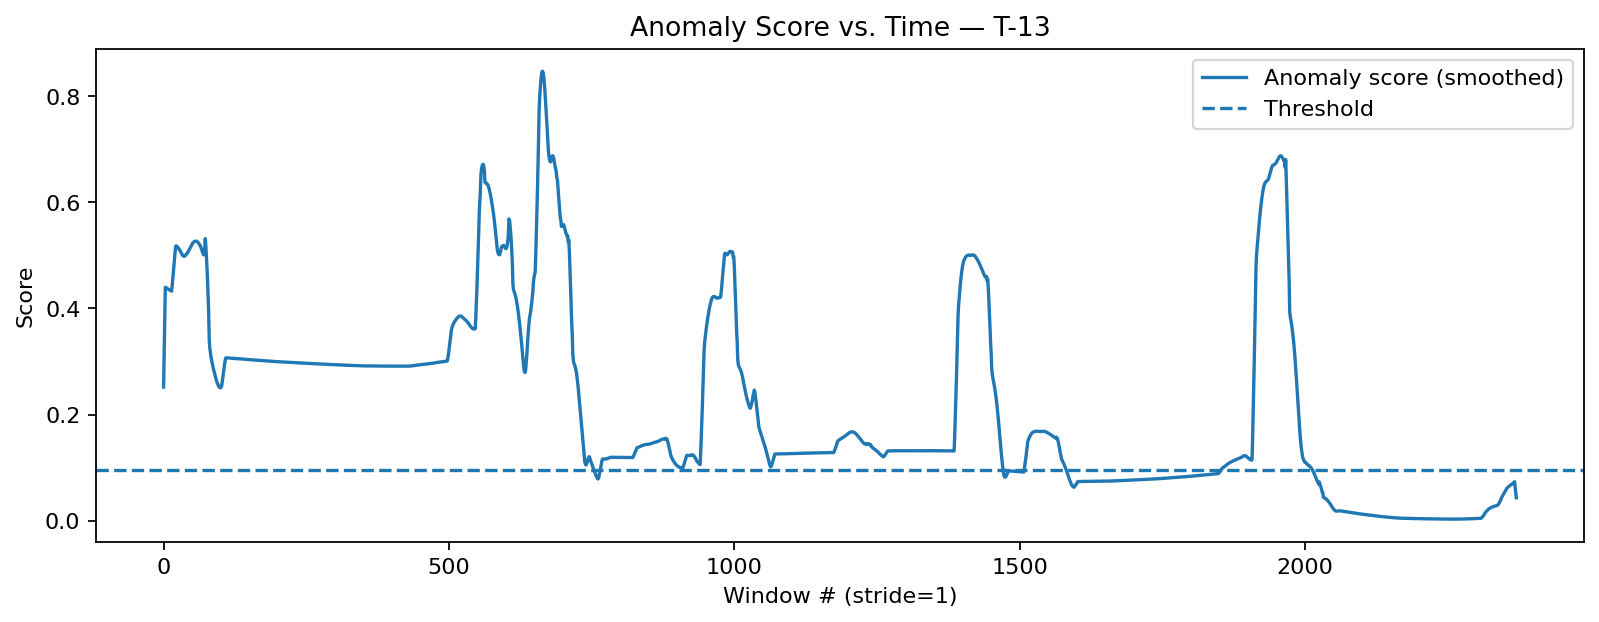 Anomaly Score vs. Time — T-13
Anomaly score (smoothed)
Threshold
Score
0.8
0.6
0.4
0.2
0.0
0 500 1000 1500 2000
Window # (stride=1)